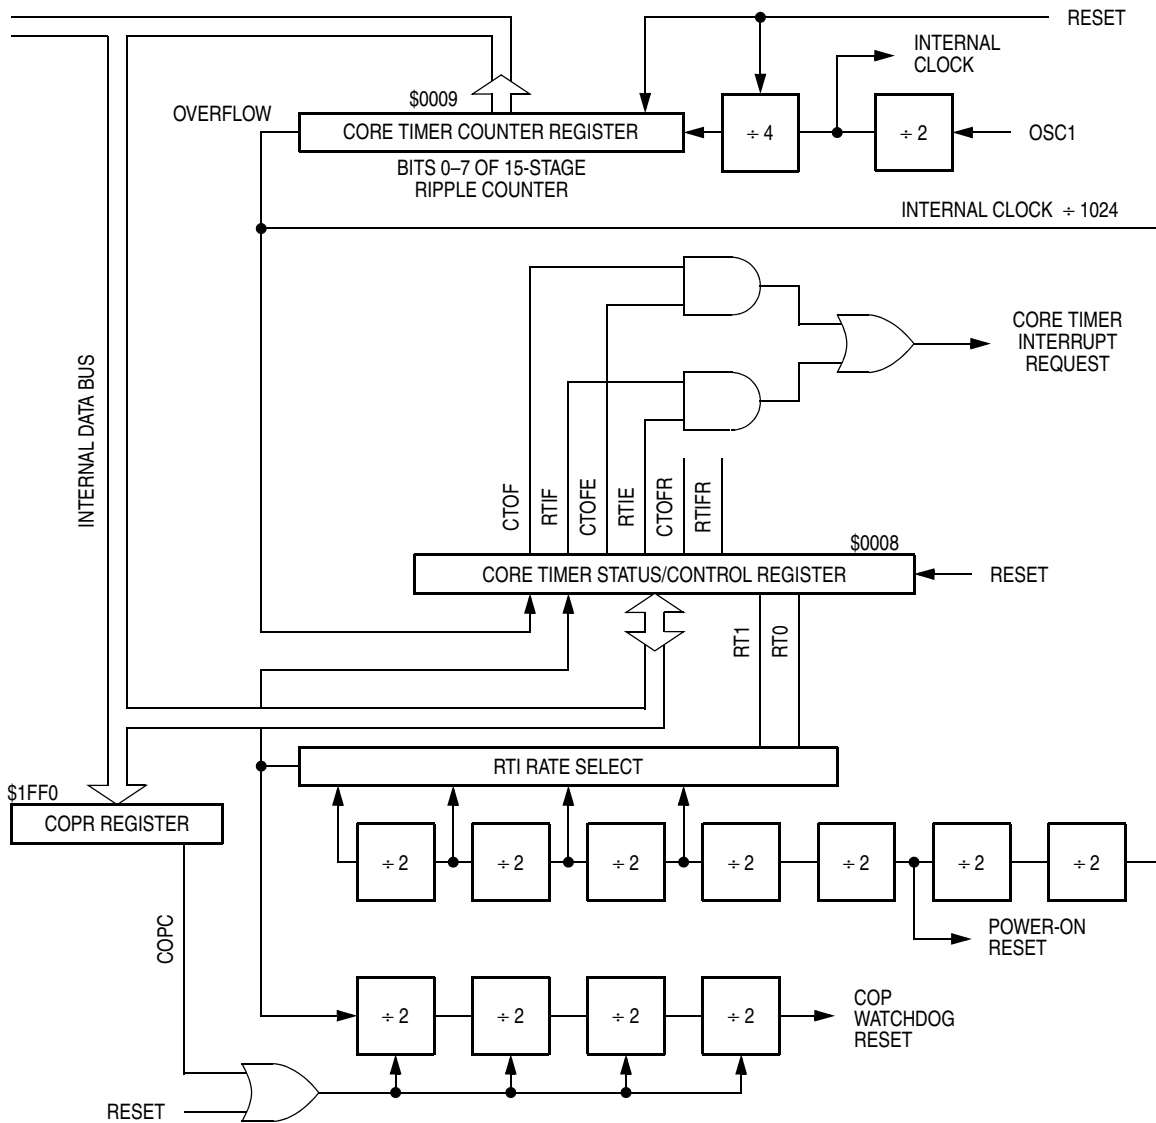 RESET
INTERNAL
CLOCK
$0009
OVERFLOW
CORE TIMER COUNTER REGISTER
÷ 4
÷ 2
OSC1
BITS 0–7 OF 15-STAGE
RIPPLE COUNTER
INTERNAL CLOCK ÷ 1024
CORE TIMER
INTERRUPT
REQUEST
INTERNAL DATA BUS
CTOF
RTIF
CTOFE
RTIE
CTOFR
RTIFR
$0008
CORE TIMER STATUS/CONTROL REGISTER
RESET
RT1
RT0
RTI RATE SELECT
$1FF0
COPR REGISTER
÷ 2
÷ 2
÷ 2
÷ 2
÷ 2
÷ 2
÷ 2
POWER-ON
RESET
COPC
÷ 2
÷ 2
÷ 2
÷ 2
COP
WATCHDOG
RESET
RESET